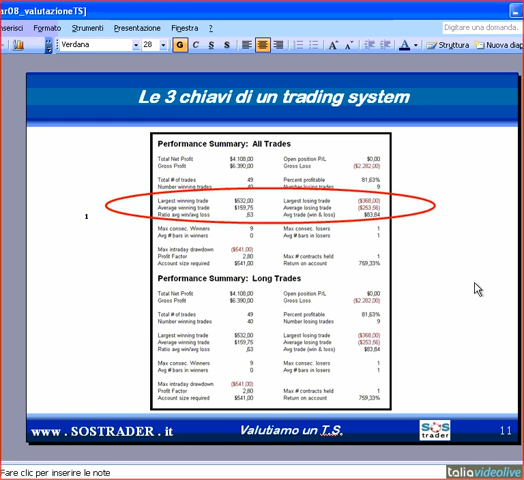 ar08_valutazioneTS]
nserisci Formato Strumenti Presentazione Finestra ?
Digitare una domanda.
Verdana 28 G C S S A A A Struttura Nuova diap
Le 3 chiavi di un trading system
Performance Summary: All Trades
Total Net Profit $4.108,00 Open position P/L $0,00
Gross Profit $6.390,00 Gross Loss ($2.282,00)
Total # of trades 49 Percent profitable 81,63%
Number winning trades 40 Number losing trades 9
Largest winning trade $532,00 Largest losing trade ($368,00)
Average winning trade $159,75 Average losing trade ($253,56)
Ratio avg win/avg loss ,63 Avg trade (win & loss) $83,84
1
Max consec. Winners 9 Max consec. losers 1
Avg # bars in winners 0 Avg # bars in losers 1
Max intraday drawdown ($541,00)
Profit Factor 2,80 Max # contracts held 1
Account size required $541,00 Return on account 759,33%
Performance Summary: Long Trades
Total Net Profit $4.108,00 Open position P/L $0,00
Gross Profit $6.390,00 Gross Loss ($2.282,00)
Total # of trades 49 Percent profitable 81,63%
Number winning trades 40 Number losing trades 9
Largest winning trade $532,00 Largest losing trade ($368,00)
Average winning trade $159,75 Average losing trade ($253,56)
Ratio avg win/avg loss ,63 Avg trade (win & loss) $83,84
Max consec. Winners 9 Max consec. losers 1
Avg # bars in winners 0 Avg # bars in losers 1
Max intraday drawdown ($541,00)
Profit Factor 2,80 Max # contracts held 1
Account size required $541,00 Return on account 759,33%
www . SOSTRADER . it Valutiamo un T.S. SOS trader 11
Fare clic per inserire le note
taliavideolive